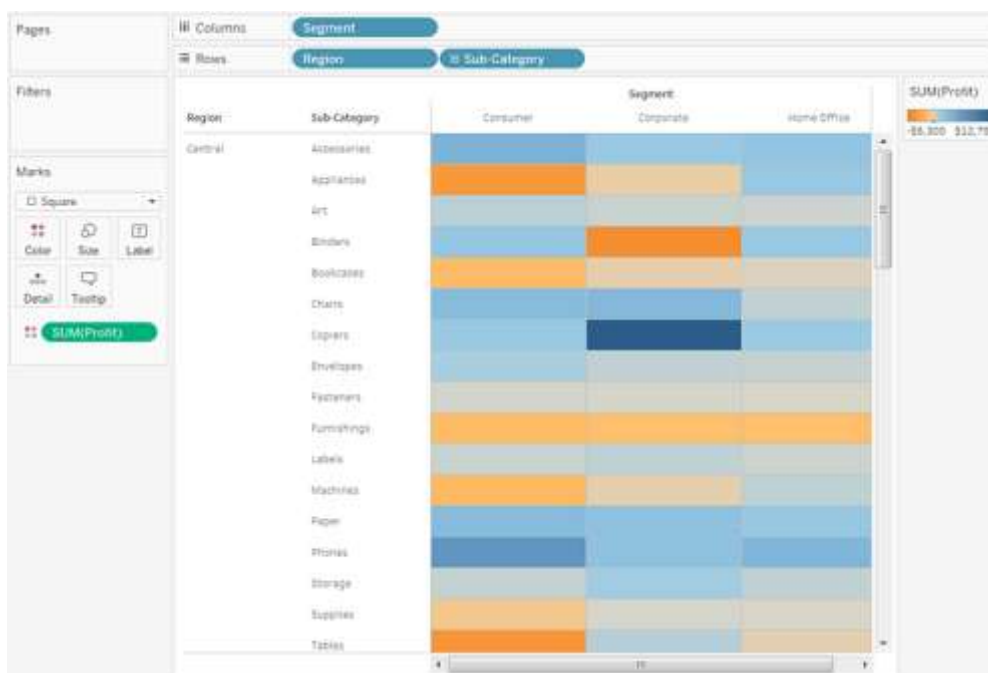 Pages
Columns
Segment
Rows
Region
Sub-Category
Filters
Marks
Square
Color
Size
Label
Detail
Tooltip
SUM(Profit)
Segment
Region
Sub-Category
Consumer
Corporate
Home Office
Central
Accessories
Appliances
Art
Binders
Bookcases
Chairs
Copiers
Envelopes
Fasteners
Furnishings
Labels
Machines
Paper
Phones
Storage
Supplies
Tables
SUM(Profit)